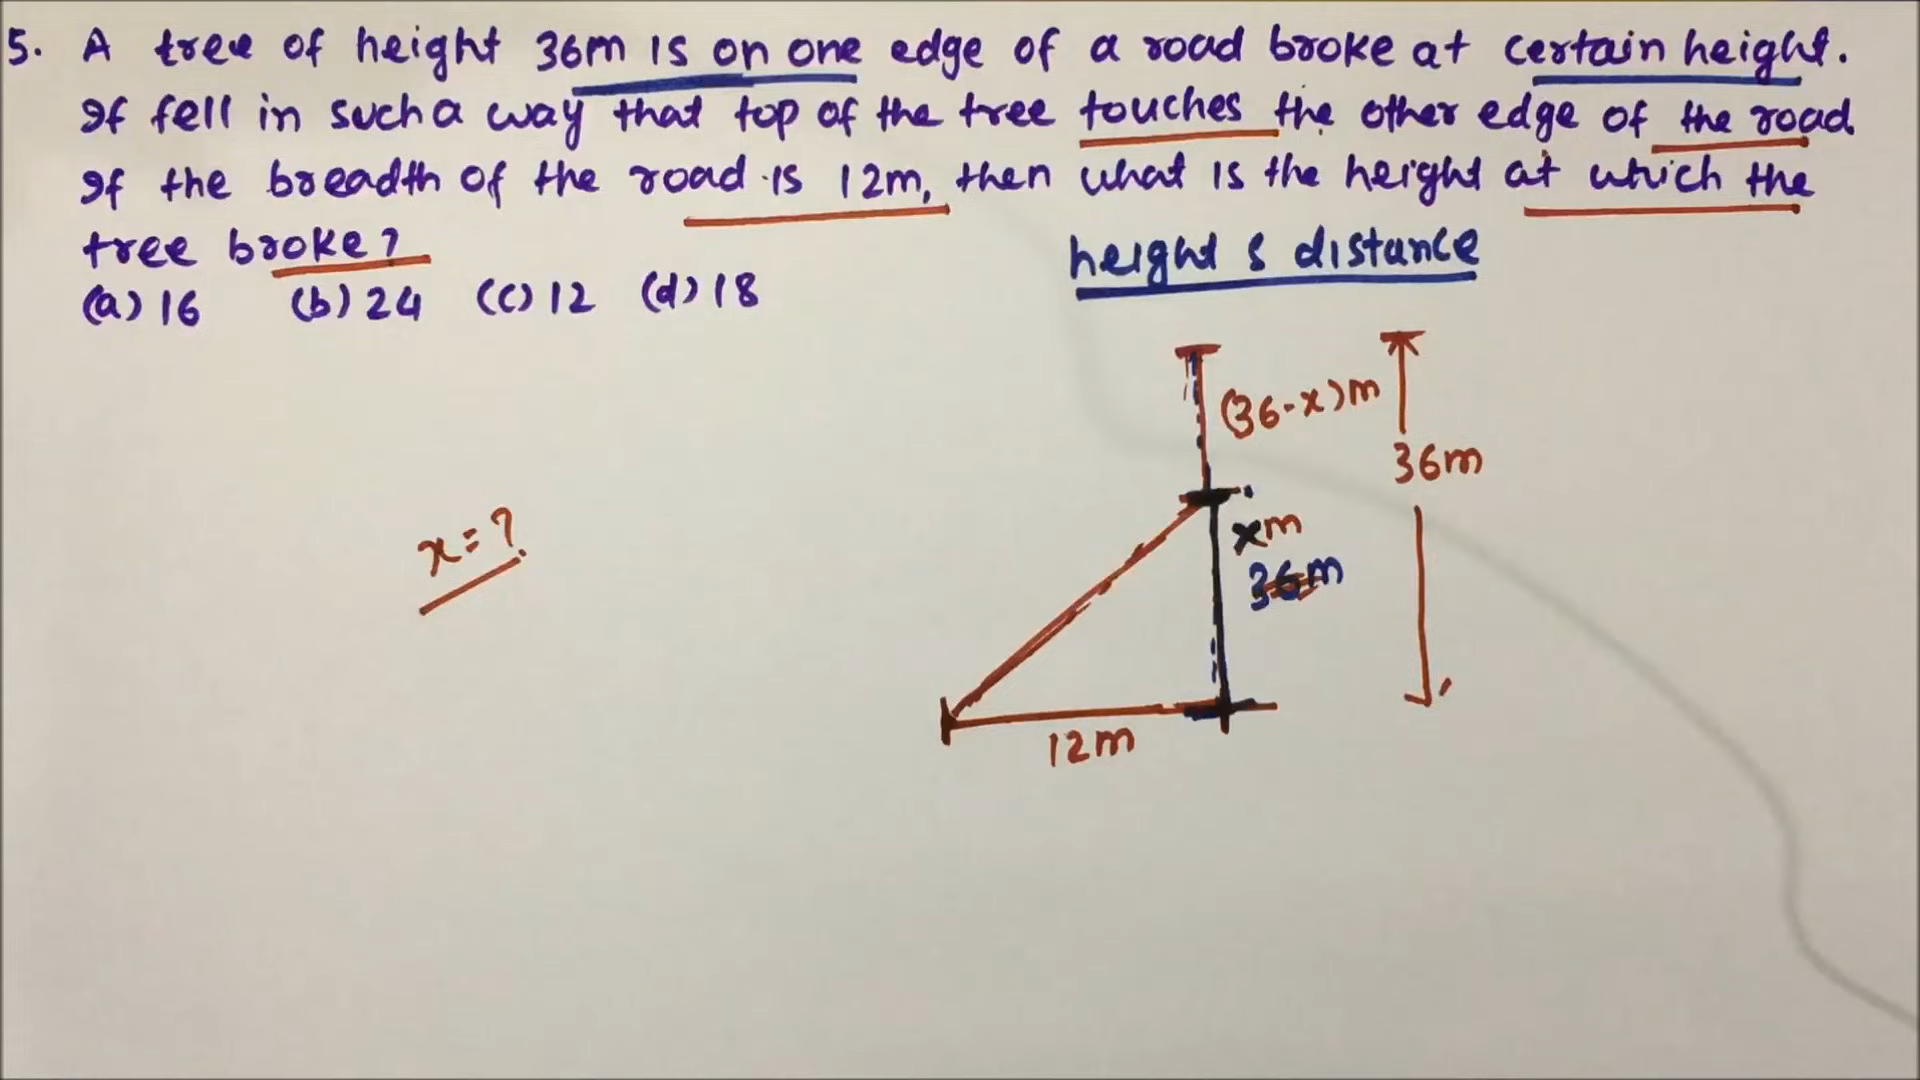 5. A tree of height 36m is on one edge of a road broke at certain height.
If fell in such a way that top of the tree touches the other edge of the road
If the breadth of the road is 12m, then what is the height at which the
tree broke?
height & distance
(a) 16 (b) 24 (c) 12 (d) 18
(36-x)m
36m
x=?
xm
36m
12m